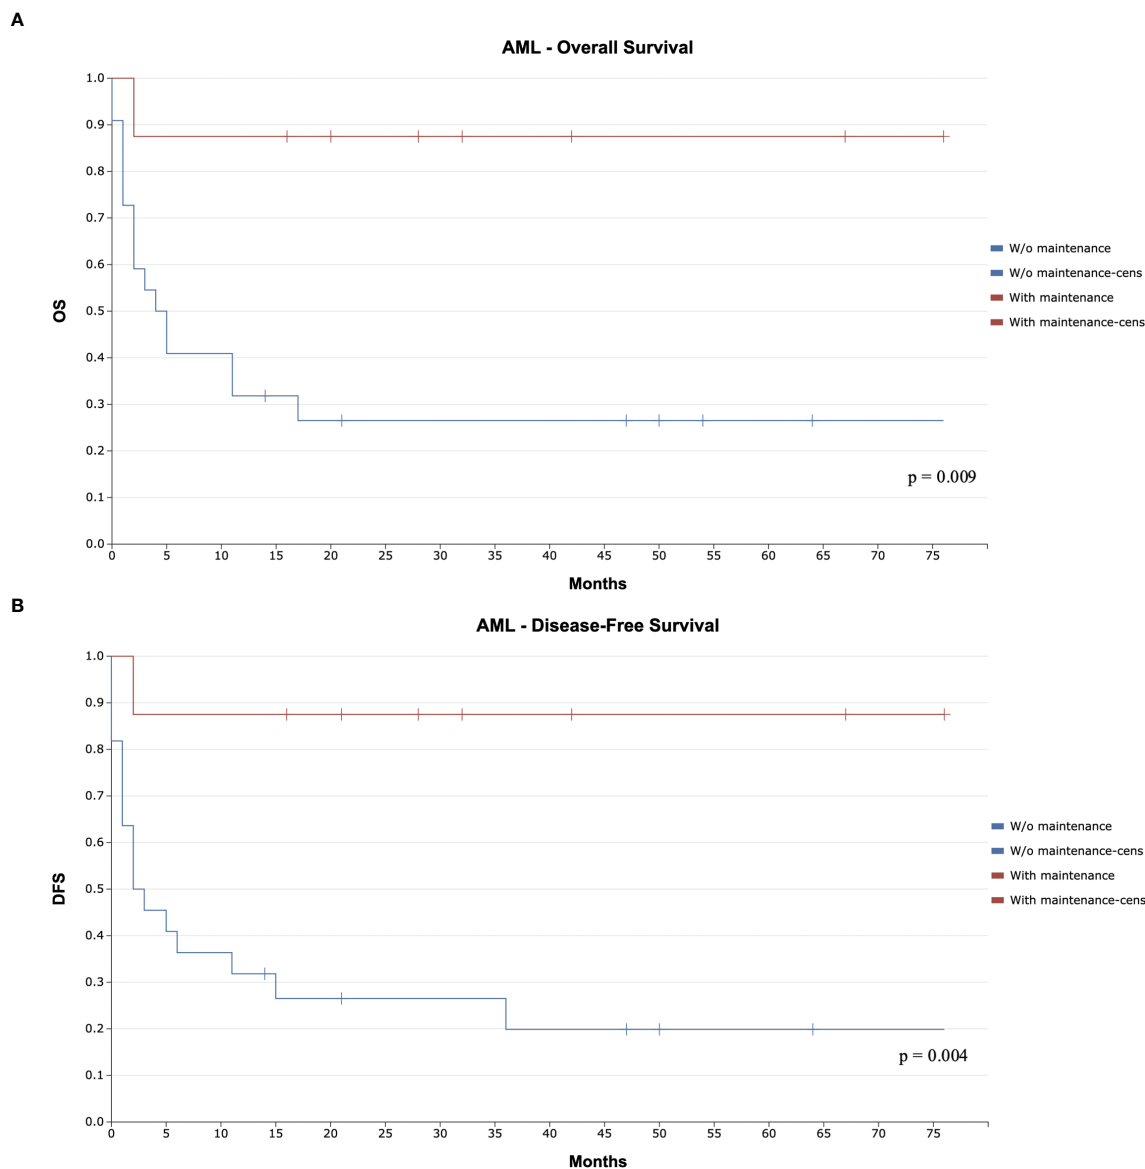 A
AML - Overall Survival
1.0
0.9
0.8
0.7
0.6
0.5
0.4
0.3
0.2
0.1
0.0
OS
0 5 10 15 20 25 30 35 40 45 50 55 60 65 70 75
Months
W/o maintenance
W/o maintenance-cens
With maintenance
With maintenance-cens
p = 0.009
B
AML - Disease-Free Survival
1.0
0.9
0.8
0.7
0.6
0.5
0.4
0.3
0.2
0.1
0.0
DFS
0 5 10 15 20 25 30 35 40 45 50 55 60 65 70 75
Months
W/o maintenance
W/o maintenance-cens
With maintenance
With maintenance-cens
p = 0.004